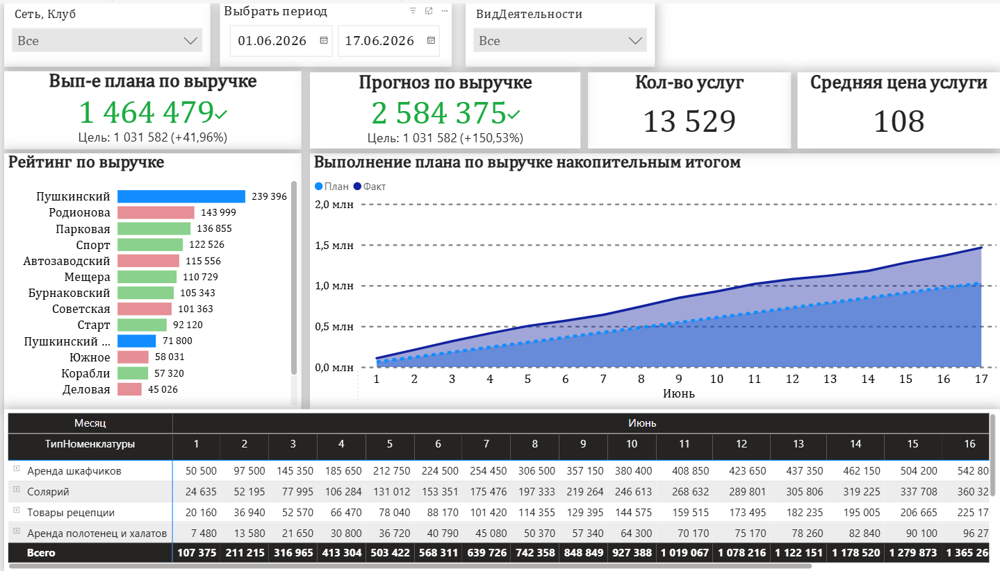 Сеть, Клуб
Все
Выбрать период
01.06.2026 17.06.2026
ВидДеятельности
Все
Вып-е плана по выручке
1 464 479
Цель: 1 031 582 (+41,96%)
Прогноз по выручке
2 584 375
Цель: 1 031 582 (+150,53%)
Кол-во услуг
13 529
Средняя цена услуги
108
Рейтинг по выручке
Пушкинский 239 396
Родионова 143 999
Парковая 136 855
Спорт 122 526
Автозаводский 115 556
Мещера 110 729
Бурнаковский 105 343
Советская 101 363
Старт 92 120
Пушкинский ... 71 800
Южное 58 031
Корабли 57 320
Деловая 45 026
Выполнение плана по выручке накопительным итогом
План Факт
2,0 млн
1,5 млн
1,0 млн
0,5 млн
0,0 млн
1 2 3 4 5 6 7 8 9 10 11 12 13 14 15 16 17
Июнь
Месяц Июнь
ТипНоменклатуры 1 2 3 4 5 6 7 8 9 10 11 12 13 14 15 16
Аренда шкафчиков 50 500 97 500 145 350 185 650 212 750 224 500 254 450 306 500 357 150 380 400 408 850 423 650 437 350 462 150 504 200 542 80
Солярий 24 635 52 195 77 995 106 284 131 012 153 351 175 476 197 333 219 264 246 613 268 632 289 801 305 806 319 225 337 708 360 32
Товары рецепции 20 160 36 940 52 570 66 470 78 040 88 170 101 420 114 355 129 395 144 575 159 515 173 495 182 235 195 005 206 665 225 17
Аренда полотенец и халатов 7 480 13 580 21 650 30 800 36 720 40 790 45 080 50 370 57 340 64 300 70 170 75 170 78 260 82 840 90 100 96 27
Всего 107 375 211 215 316 965 413 304 503 422 568 311 639 726 742 358 848 849 927 388 1 019 067 1 078 216 1 122 151 1 178 520 1 279 873 1 365 26